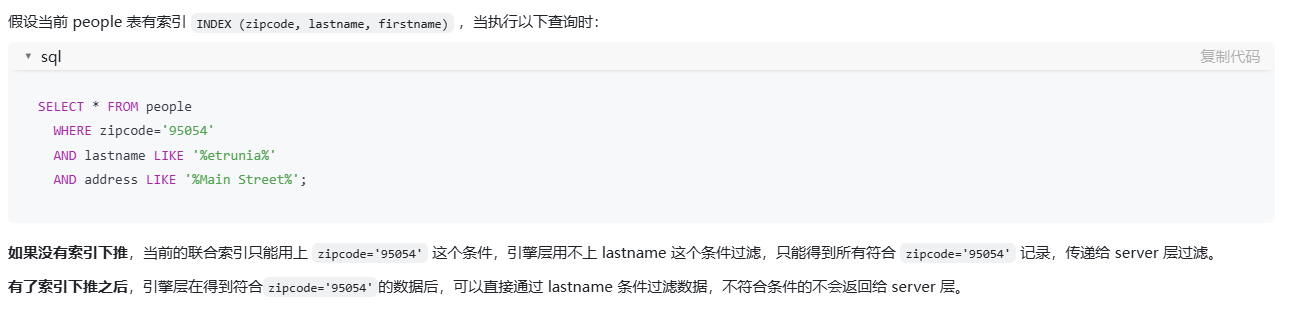 假设当前 people 表有索引 INDEX (zipcode, lastname, firstname) ，当执行以下查询时：
▼ sql 复制代码
SELECT * FROM people
WHERE zipcode='95054'
AND lastname LIKE '%etrunia%'
AND address LIKE '%Main Street%';
如果没有索引下推，当前的联合索引只能用上 zipcode='95054' 这个条件，引擎层用不上 lastname 这个条件过滤，只能得到所有符合 zipcode='95054' 记录，传递给 server 层过滤。
有了索引下推之后，引擎层在得到符合 zipcode='95054' 的数据后，可以直接通过 lastname 条件过滤数据，不符合条件的不会返回给 server 层。